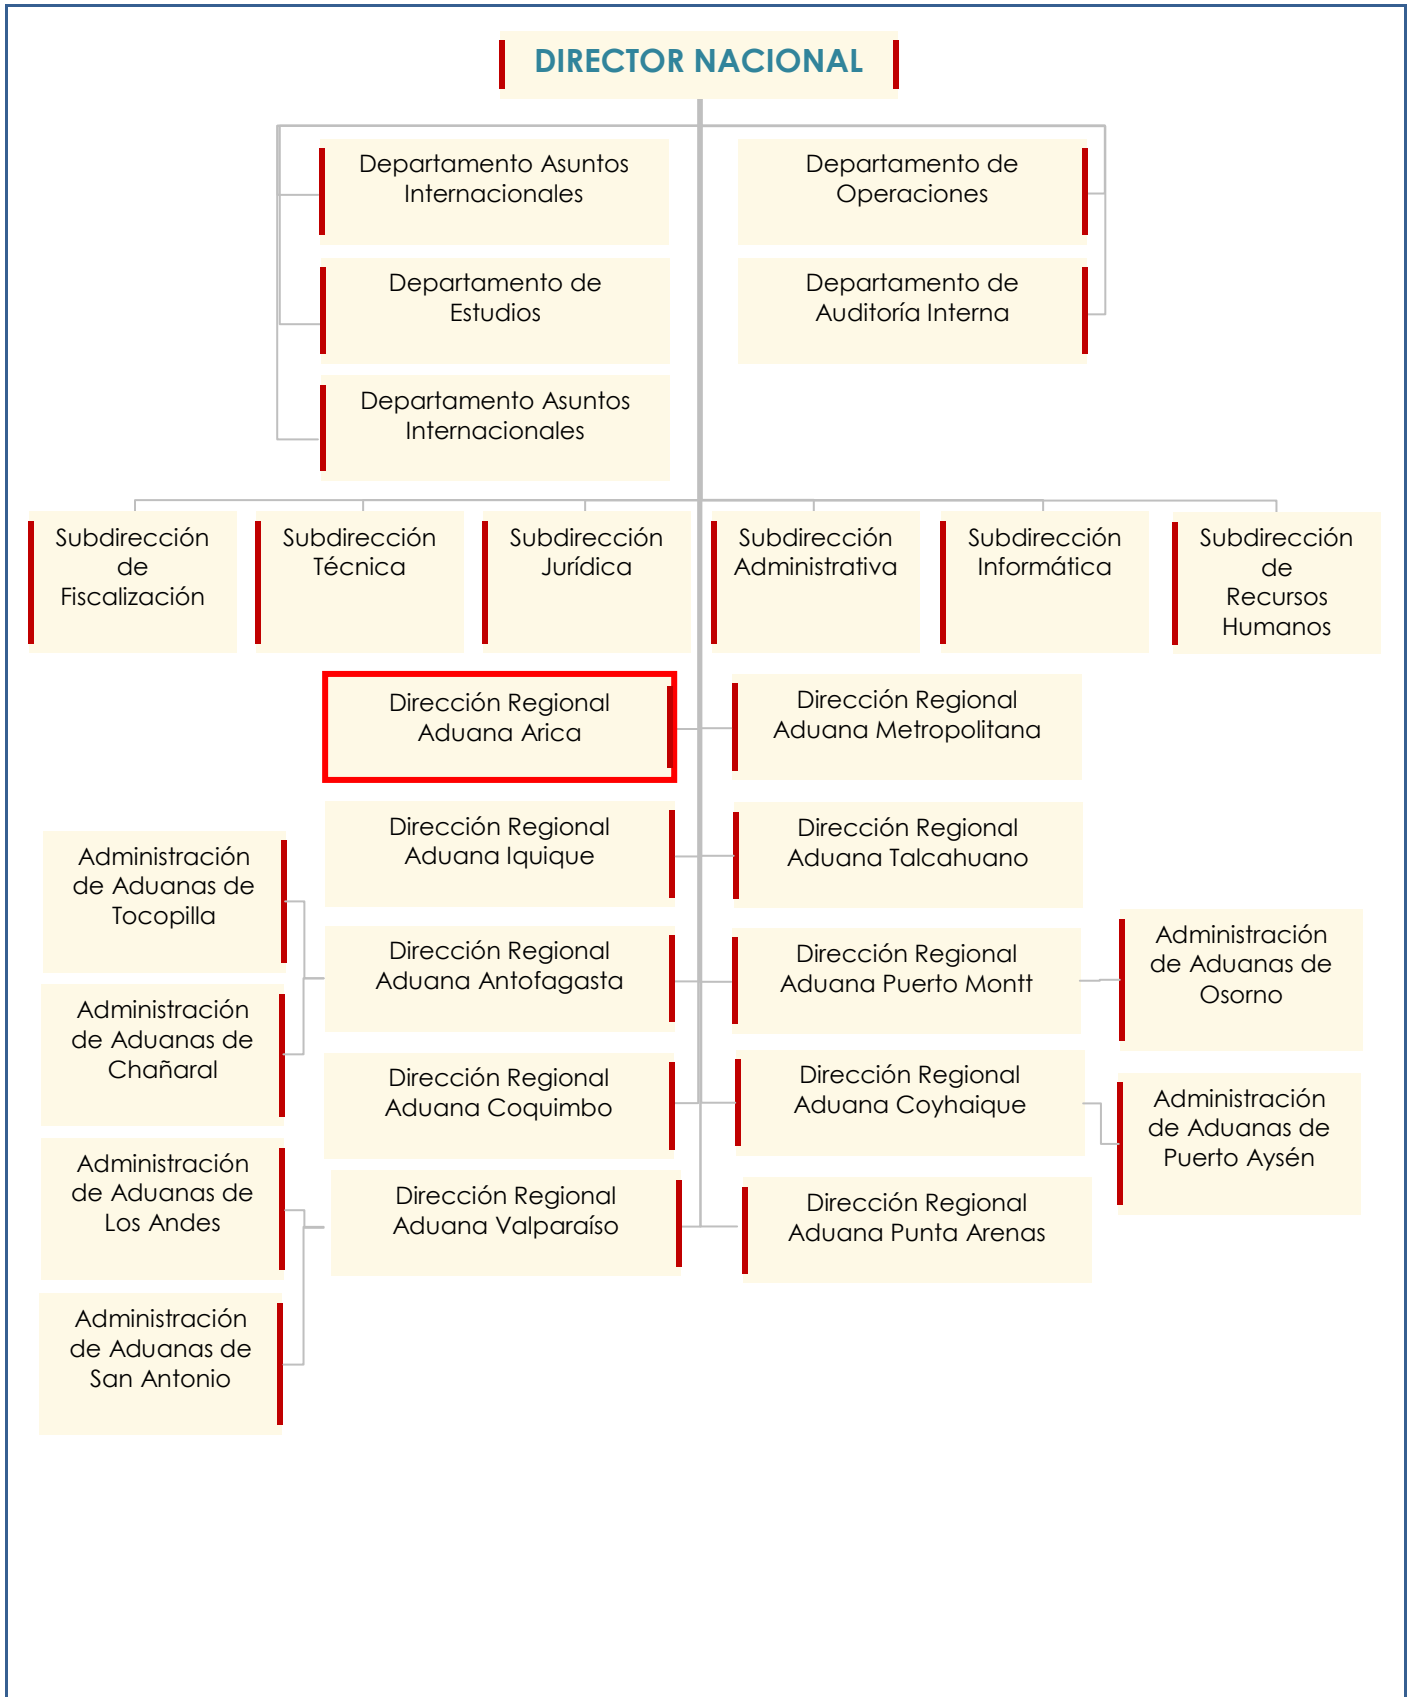 DIRECTOR NACIONAL
Departamento Asuntos
Internacionales
Departamento de
Operaciones
Departamento de
Estudios
Departamento de
Auditoría Interna
Departamento Asuntos
Internacionales
Subdirección
de
Fiscalización
Subdirección
Técnica
Subdirección
Jurídica
Subdirección
Administrativa
Subdirección
Informática
Subdirección
de
Recursos
Humanos
Dirección Regional
Aduana Arica
Dirección Regional
Aduana Metropolitana
Dirección Regional
Aduana Iquique
Dirección Regional
Aduana Talcahuano
Administración
de Aduanas de
Tocopilla
Dirección Regional
Aduana Antofagasta
Dirección Regional
Aduana Puerto Montt
Administración
de Aduanas de
Osorno
Administración
de Aduanas de
Chañaral
Dirección Regional
Aduana Coquimbo
Dirección Regional
Aduana Coyhaique
Administración
de Aduanas de
Puerto Aysén
Administración
de Aduanas de
Los Andes
Dirección Regional
Aduana Valparaíso
Dirección Regional
Aduana Punta Arenas
Administración
de Aduanas de
San Antonio